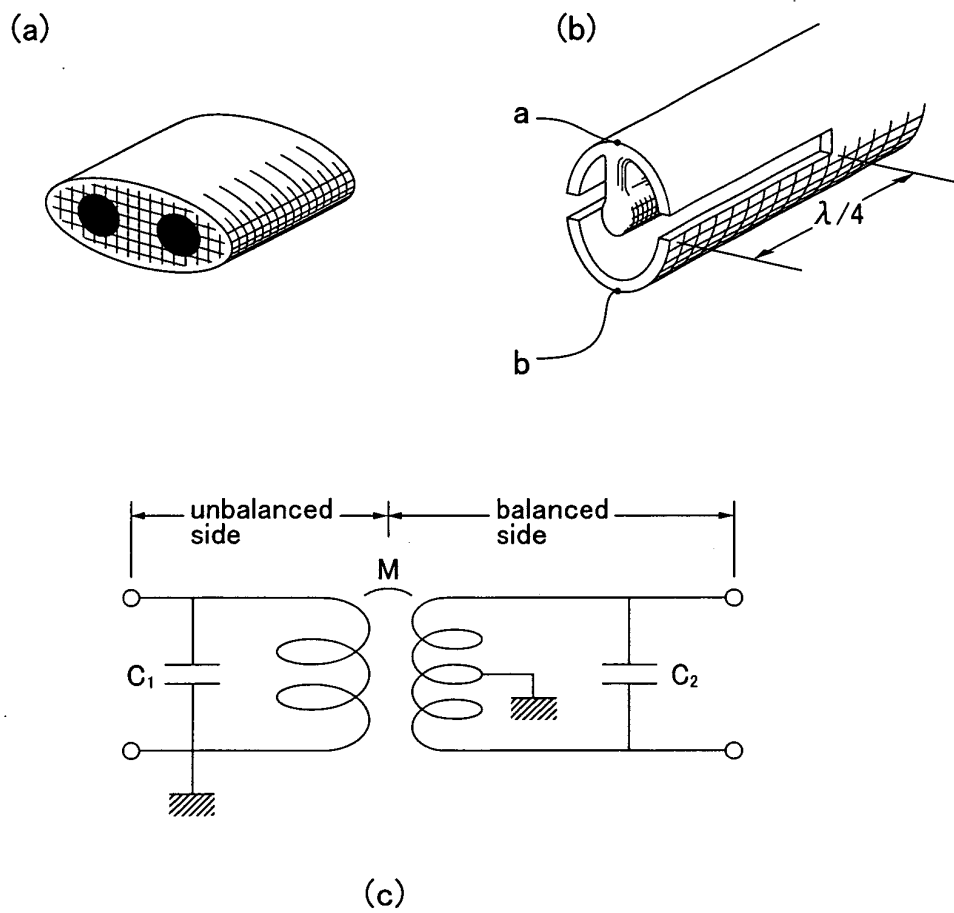 (a)
(b)
a
λ/4
b
unbalanced
side
balanced
side
M
C₁
C₂
(c)